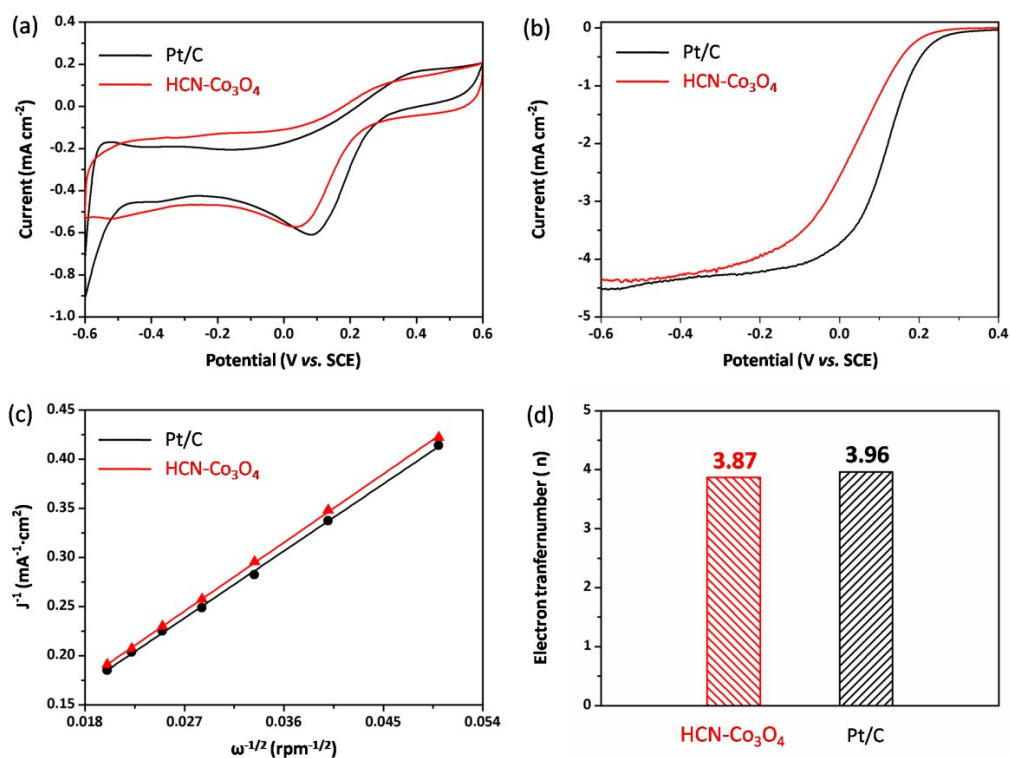 (a)
0.4
0.2
0.0
-0.2
-0.4
-0.6
-0.8
-1.0
Current (mA cm⁻²)
Pt/C
HCN-Co₃O₄
-0.6 -0.4 -0.2 0.0 0.2 0.4 0.6
Potential (V vs. SCE)
(b)
0
-1
-2
-3
-4
-5
Current (mA cm⁻²)
Pt/C
HCN-Co₃O₄
-0.6 -0.4 -0.2 0.0 0.2 0.4
Potential (V vs. SCE)
(c)
0.45
0.40
0.35
0.30
0.25
0.20
0.15
J⁻¹ (mA⁻¹·cm²)
Pt/C
HCN-Co₃O₄
0.018 0.027 0.036 0.045 0.054
ω⁻¹/² (rpm⁻¹/²)
(d)
5
4
3
2
1
0
Electron tranfernumber ( n)
3.87 3.96
HCN-Co₃O₄ Pt/C